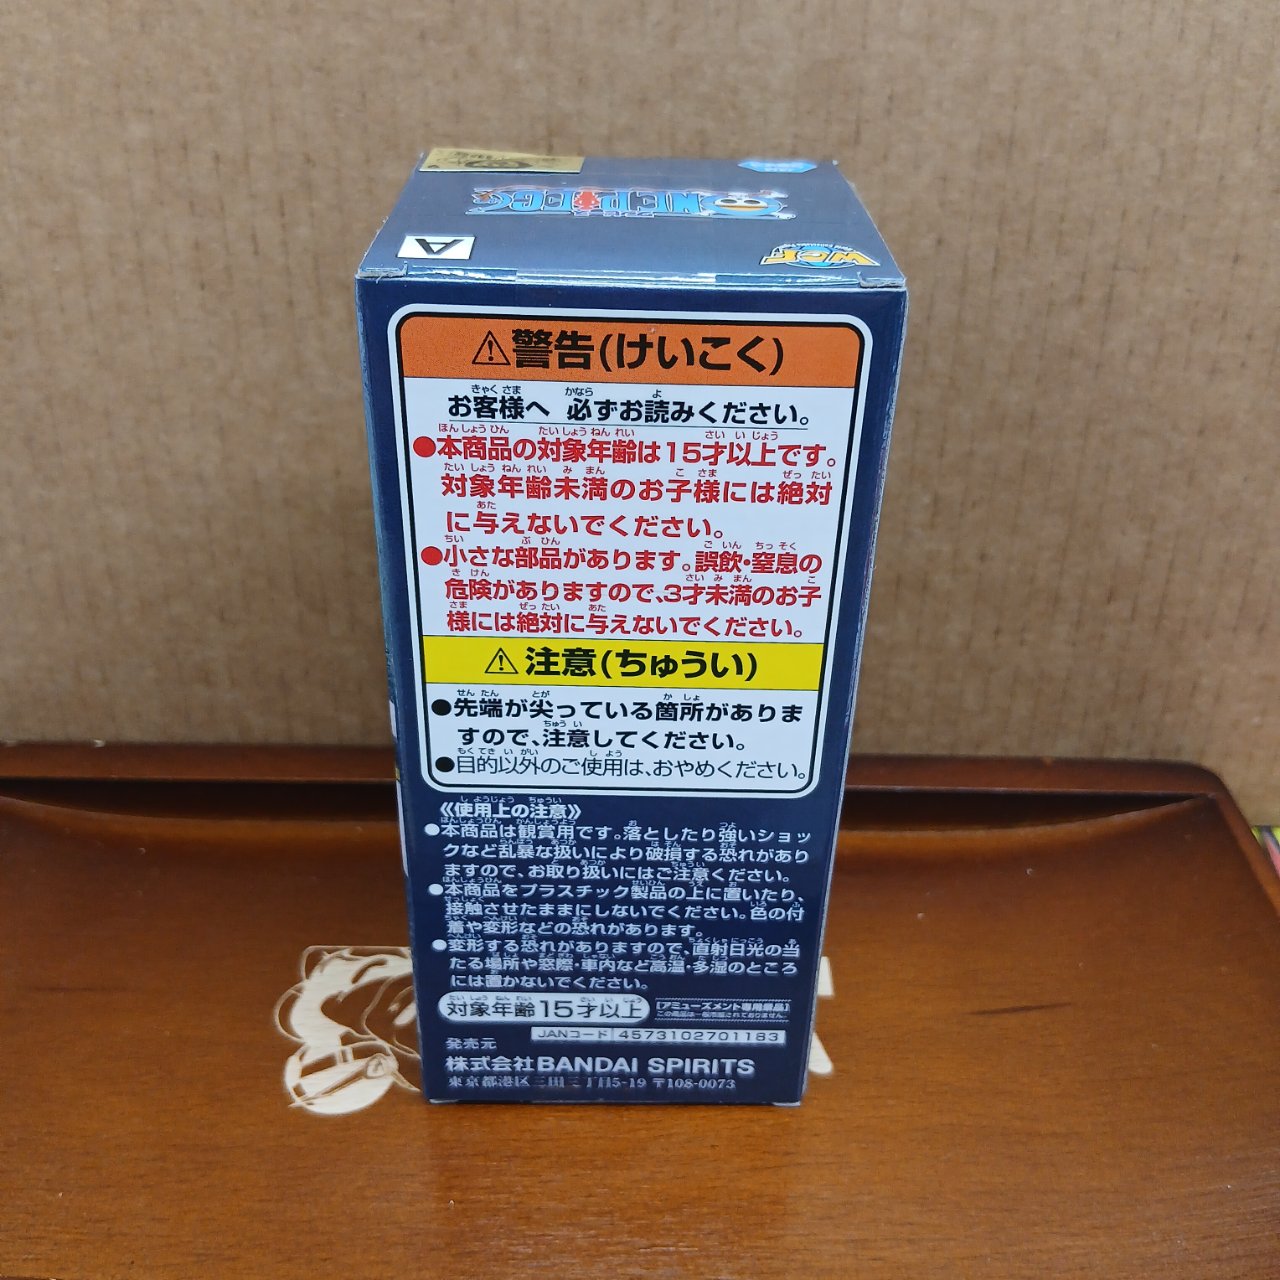 ONE PIECE
A
WCF
⚠警告(けいこく)
お客様へ 必ずお読みください。
●本商品の対象年齢は15才以上です。
対象年齢未満のお子様には絶対
に与えないでください。
●小さな部品があります。誤飲・窒息の
危険がありますので、3才未満のお子
様には絶対に与えないでください。
⚠注意(ちゅうい)
●先端が尖っている箇所がありま
すので、注意してください。
●目的以外のご使用は、おやめください。
《使用上の注意》
●本商品は観賞用です。落としたり強いショッ
クなど乱暴な扱いにより破損する恐れがあり
ますので、お取り扱いにはご注意ください。
●本商品をプラスチック製品の上に置いたり、
接触させたままにしないでください。色の付
着や変形などの恐れがあります。
●変形する恐れがありますので、直射日光の当
たる場所や窓際・車内など高温・多湿のところ
には置かないでください。
対象年齢15才以上
[アミューズメント専用景品]
この商品は一般市販されておりません。
JANコード 4573102701183
発売元
株式会社BANDAI SPIRITS
東京都港区三田三丁目5-19 〒108-0073